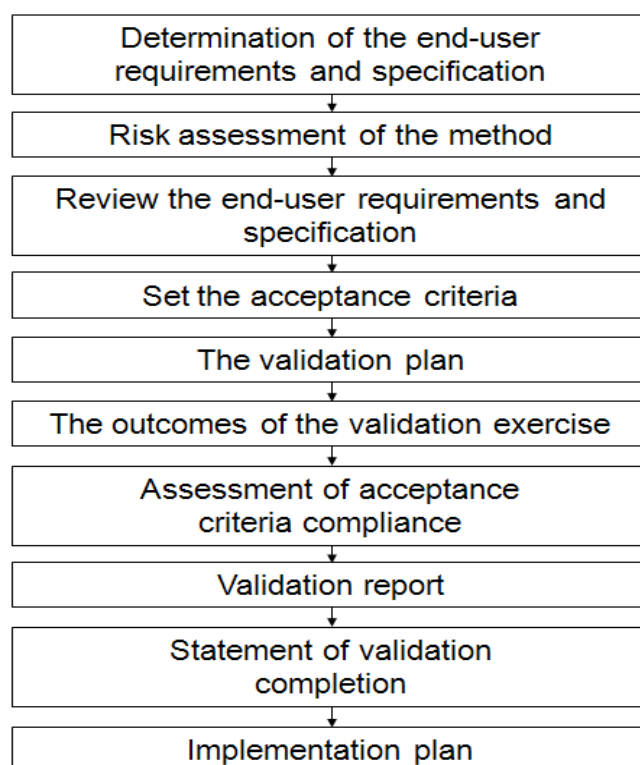 Determination of the end-user
requirements and specification
Risk assessment of the method
Review the end-user requirements and
specification
Set the acceptance criteria
The validation plan
The outcomes of the validation exercise
Assessment of acceptance
criteria compliance
Validation report
Statement of validation
completion
Implementation plan